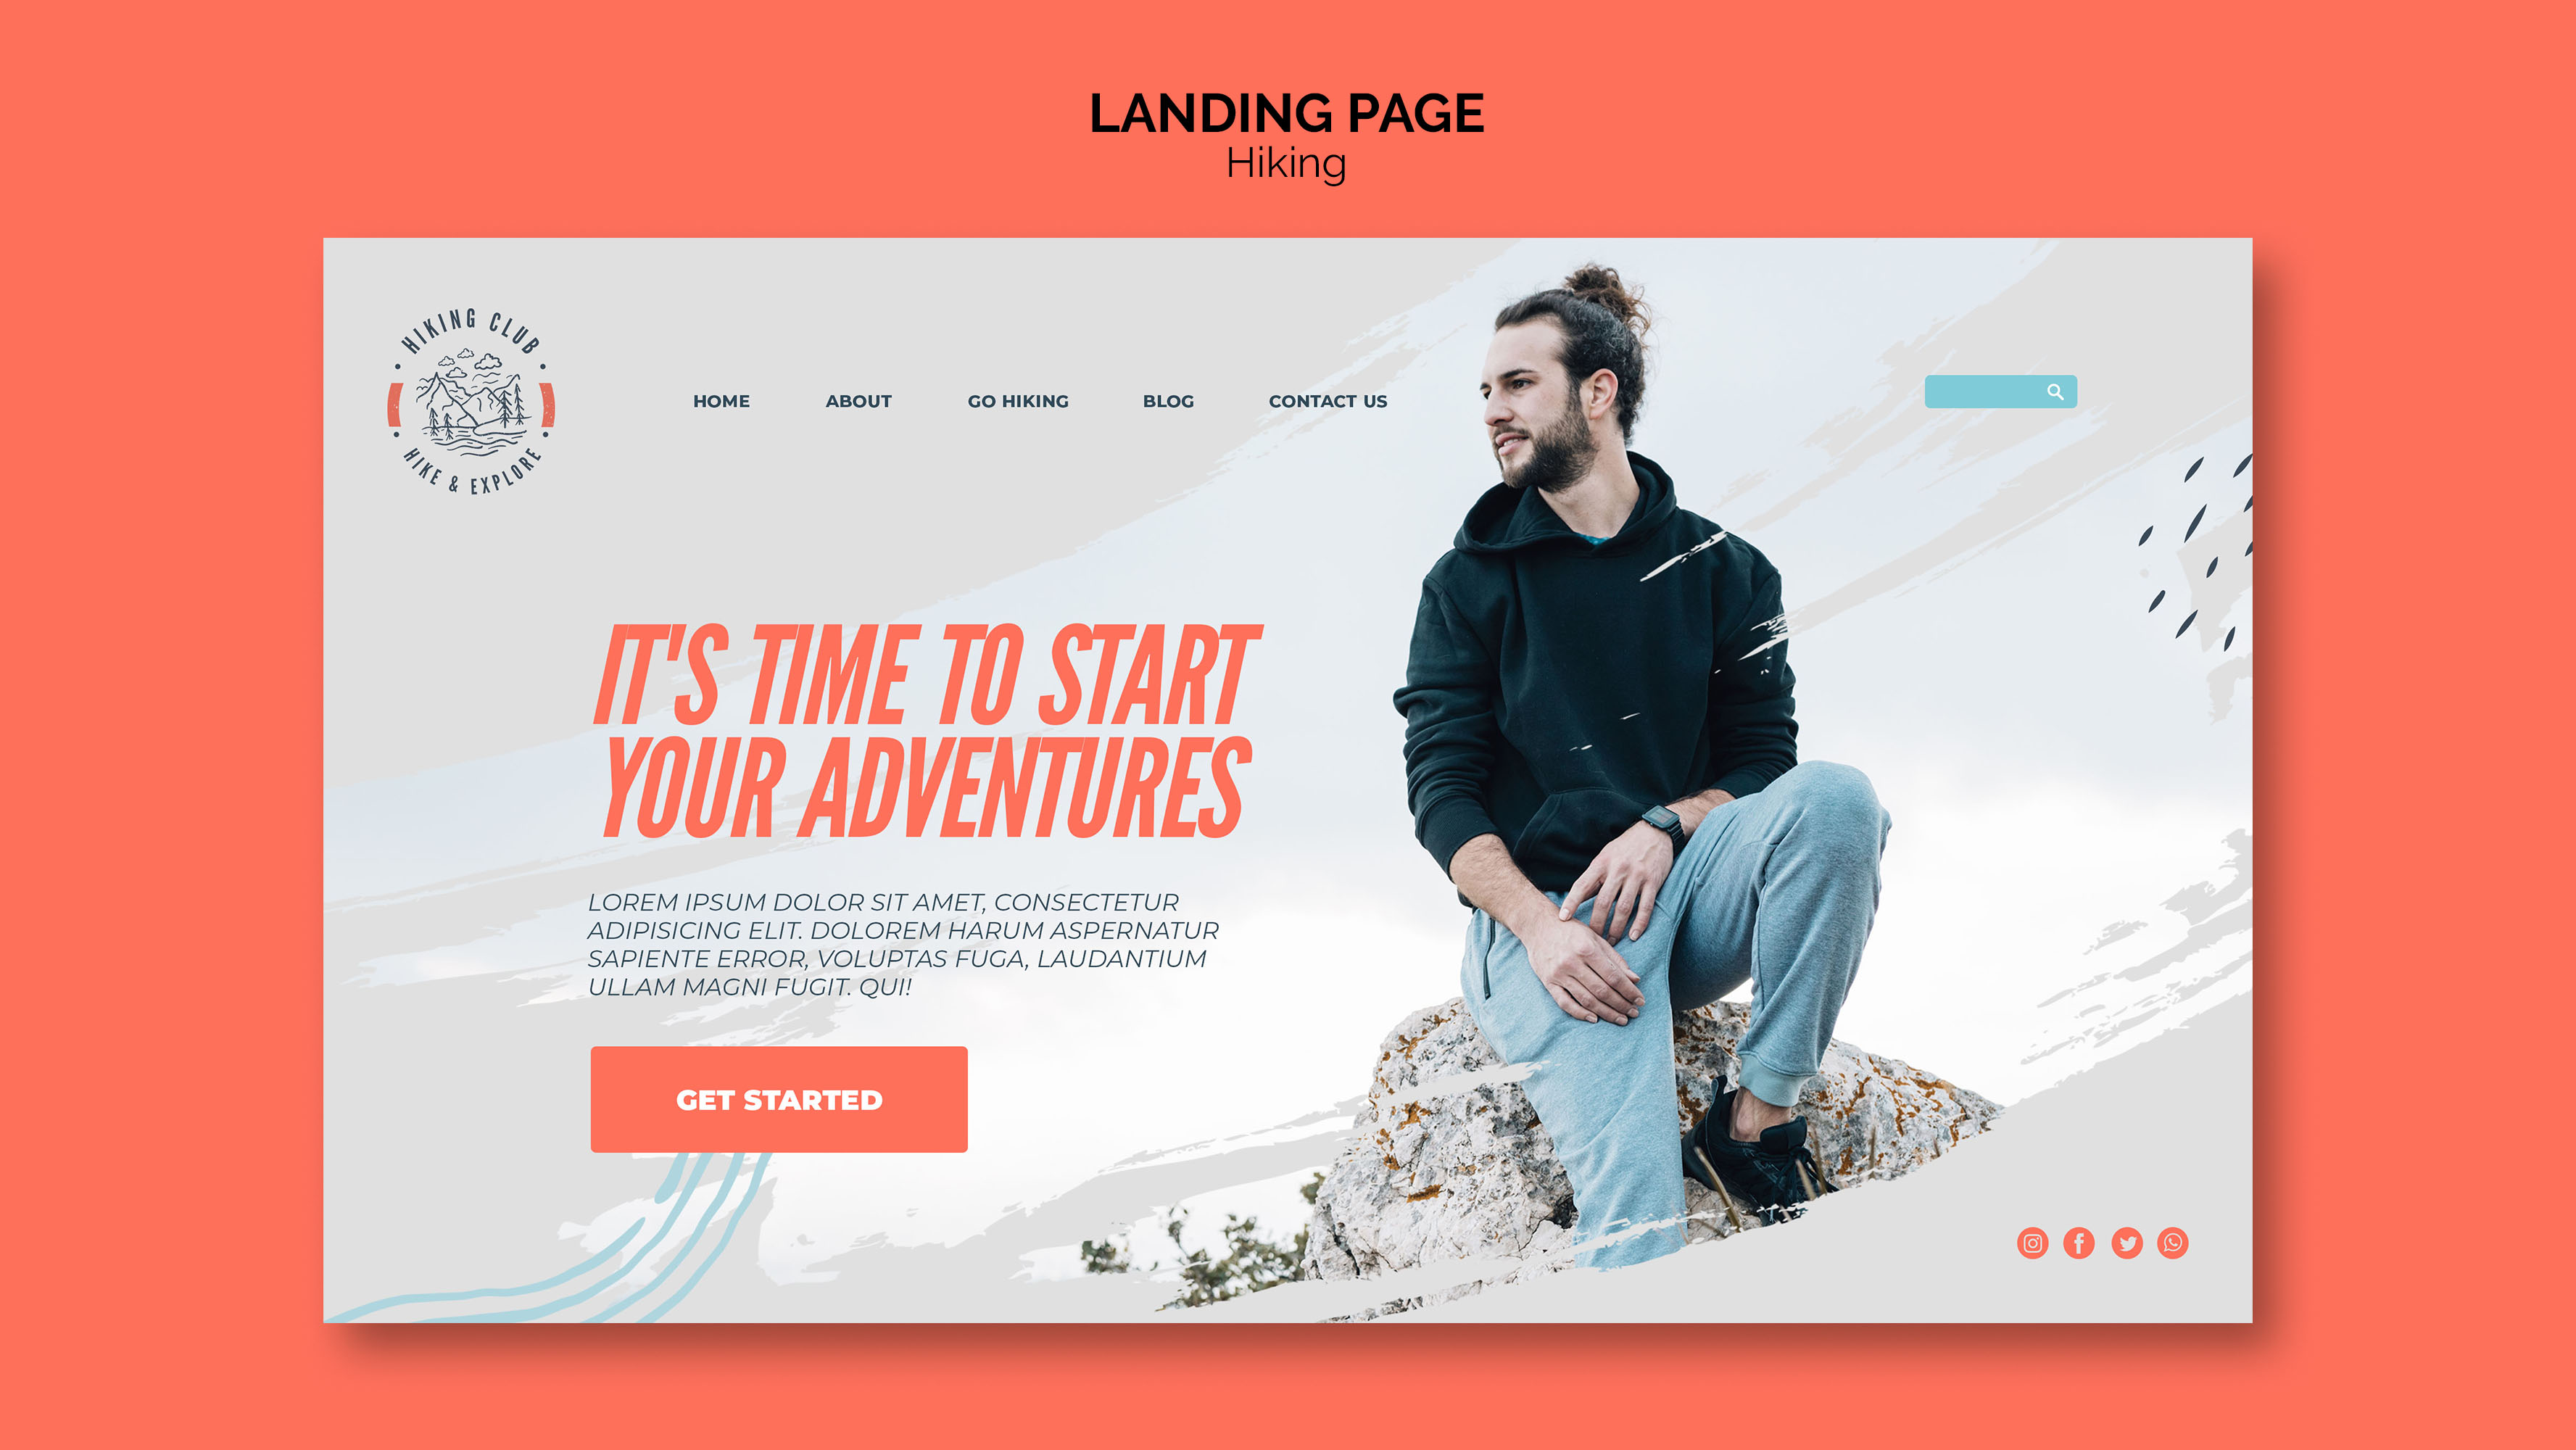 LANDING PAGE
Hiking
HIKING CLUB
HIKE & EXPLORE
HOME
ABOUT
GO HIKING
BLOG
CONTACT US
IT'S TIME TO START
YOUR ADVENTURES
LOREM IPSUM DOLOR SIT AMET, CONSECTETUR
ADIPISICING ELIT. DOLOREM HARUM ASPERNATUR
SAPIENTE ERROR, VOLUPTAS FUGA, LAUDANTIUM
ULLAM MAGNI FUGIT. QUI!
GET STARTED